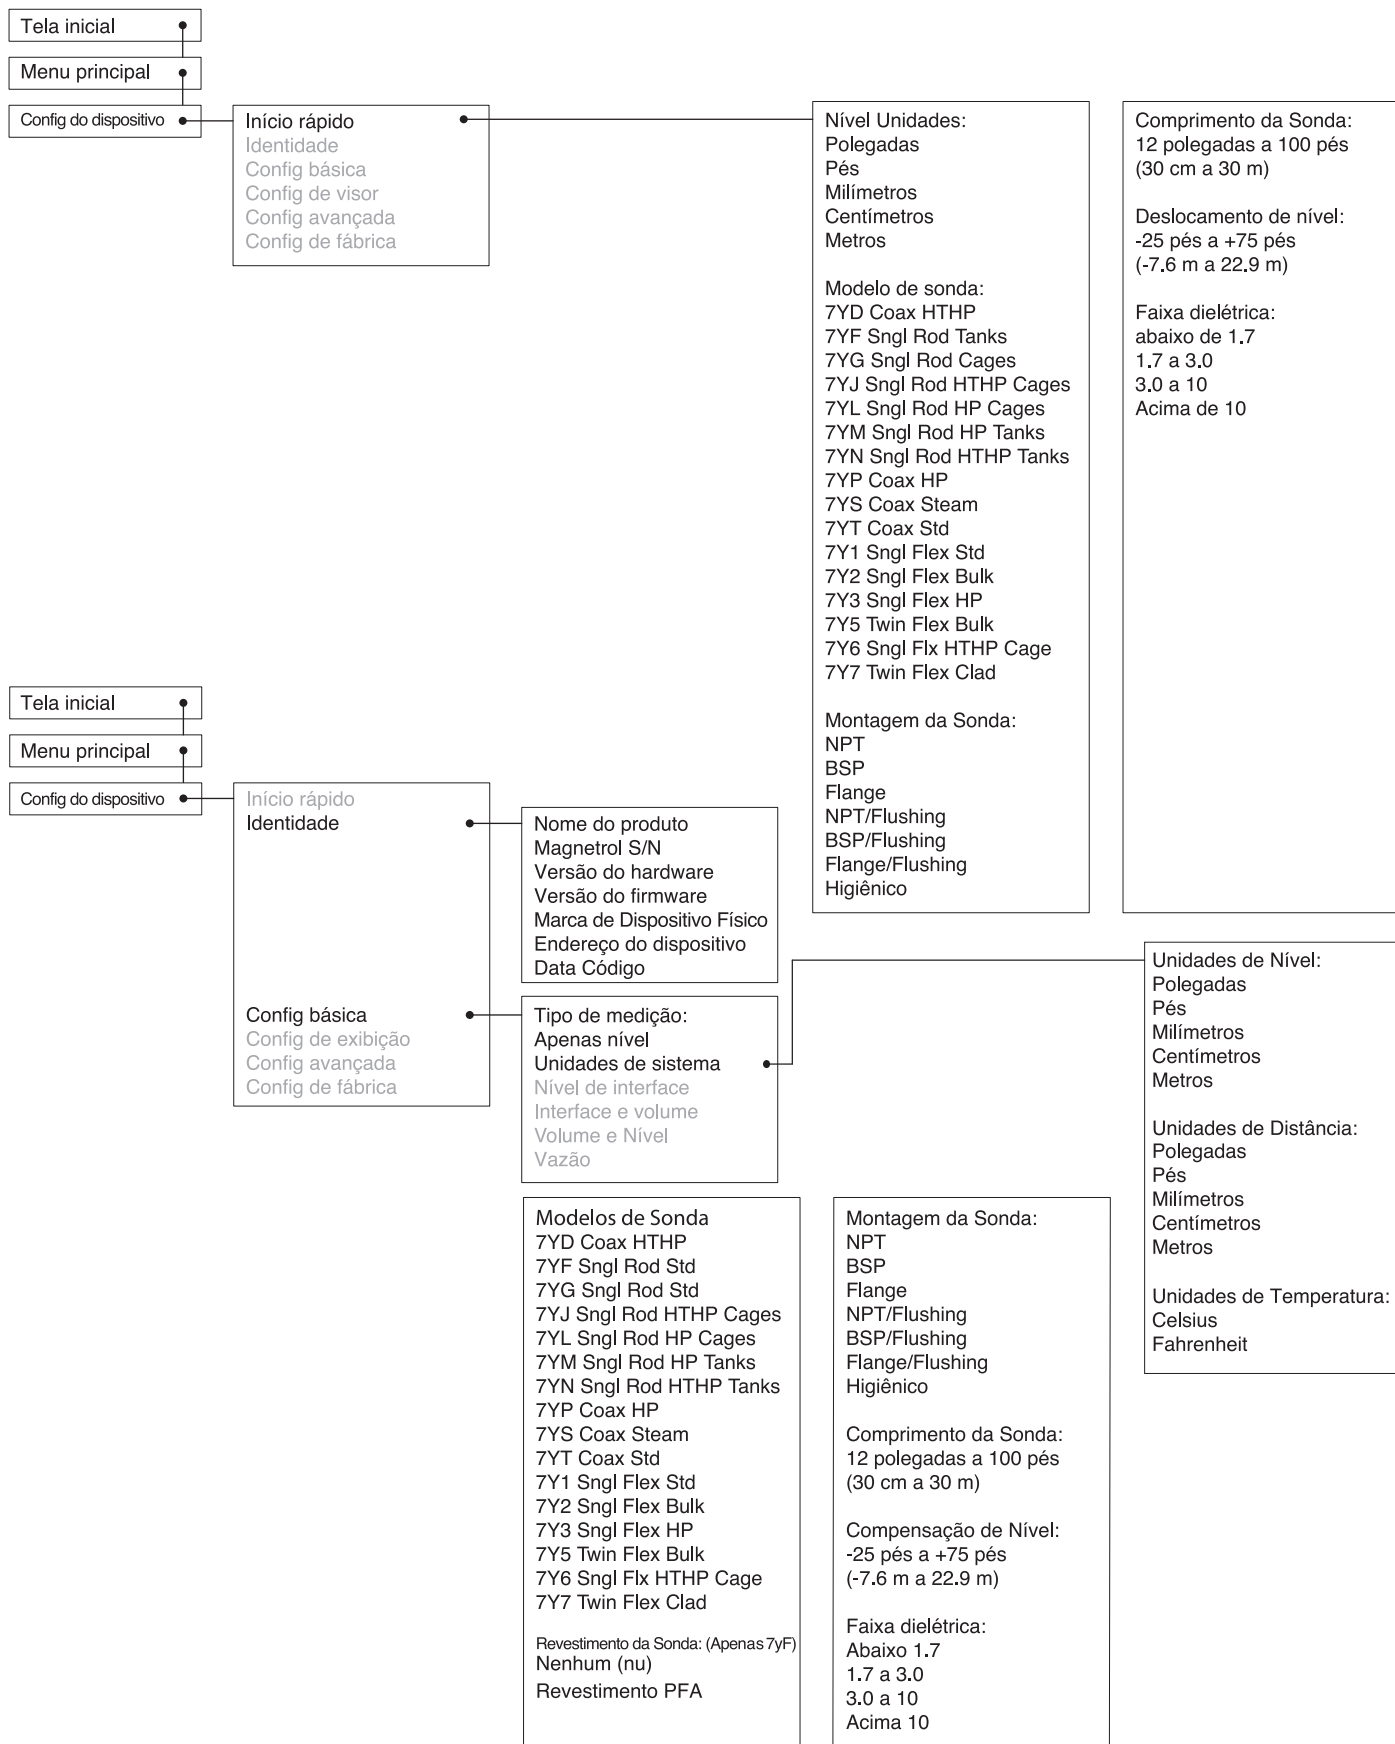 Tela inicial
Menu principal
Config do dispositivo
Início rápido
Identidade
Config básica
Config de visor
Config avançada
Config de fábrica
Nível Unidades:
Polegadas
Pés
Milímetros
Centímetros
Metros
Modelo de sonda:
7YD Coax HTHP
7YF Sngl Rod Tanks
7YG Sngl Rod Cages
7YJ Sngl Rod HTHP Cages
7YL Sngl Rod HP Cages
7YM Sngl Rod HP Tanks
7YN Sngl Rod HTHP Tanks
7YP Coax HP
7YS Coax Steam
7YT Coax Std
7Y1 Sngl Flex Std
7Y2 Sngl Flex Bulk
7Y3 Sngl Flex HP
7Y5 Twin Flex Bulk
7Y6 Sngl Flx HTHP Cage
7Y7 Twin Flex Clad
Montagem da Sonda:
NPT
BSP
Flange
NPT/Flushing
BSP/Flushing
Flange/Flushing
Higiênico
Comprimento da Sonda:
12 polegadas a 100 pés
(30 cm a 30 m)
Deslocamento de nível:
-25 pés a +75 pés
(-7.6 m a 22.9 m)
Faixa dielétrica:
abaixo de 1.7
1.7 a 3.0
3.0 a 10
Acima de 10
Tela inicial
Menu principal
Config do dispositivo
Início rápido
Identidade
Config básica
Config de exibição
Config avançada
Config de fábrica
Nome do produto
Magnetrol S/N
Versão do hardware
Versão do firmware
Marca de Dispositivo Físico
Endereço do dispositivo
Data Código
Tipo de medição:
Apenas nível
Unidades de sistema
Nível de interface
Interface e volume
Volume e Nível
Vazão
Unidades de Nível:
Polegadas
Pés
Milímetros
Centímetros
Metros
Unidades de Distância:
Polegadas
Pés
Milímetros
Centímetros
Metros
Unidades de Temperatura:
Celsius
Fahrenheit
Modelos de Sonda
7YD Coax HTHP
7YF Sngl Rod Std
7YG Sngl Rod Std
7YJ Sngl Rod HTHP Cages
7YL Sngl Rod HP Cages
7YM Sngl Rod HP Tanks
7YN Sngl Rod HTHP Tanks
7YP Coax HP
7YS Coax Steam
7YT Coax Std
7Y1 Sngl Flex Std
7Y2 Sngl Flex Bulk
7Y3 Sngl Flex HP
7Y5 Twin Flex Bulk
7Y6 Sngl Flx HTHP Cage
7Y7 Twin Flex Clad
Revestimento da Sonda: (Apenas 7yF)
Nenhum (nu)
Revestimento PFA
Montagem da Sonda:
NPT
BSP
Flange
NPT/Flushing
BSP/Flushing
Flange/Flushing
Higiênico
Comprimento da Sonda:
12 polegadas a 100 pés
(30 cm a 30 m)
Compensação de Nível:
-25 pés a +75 pés
(-7.6 m a 22.9 m)
Faixa dielétrica:
Abaixo 1.7
1.7 a 3.0
3.0 a 10
Acima 10